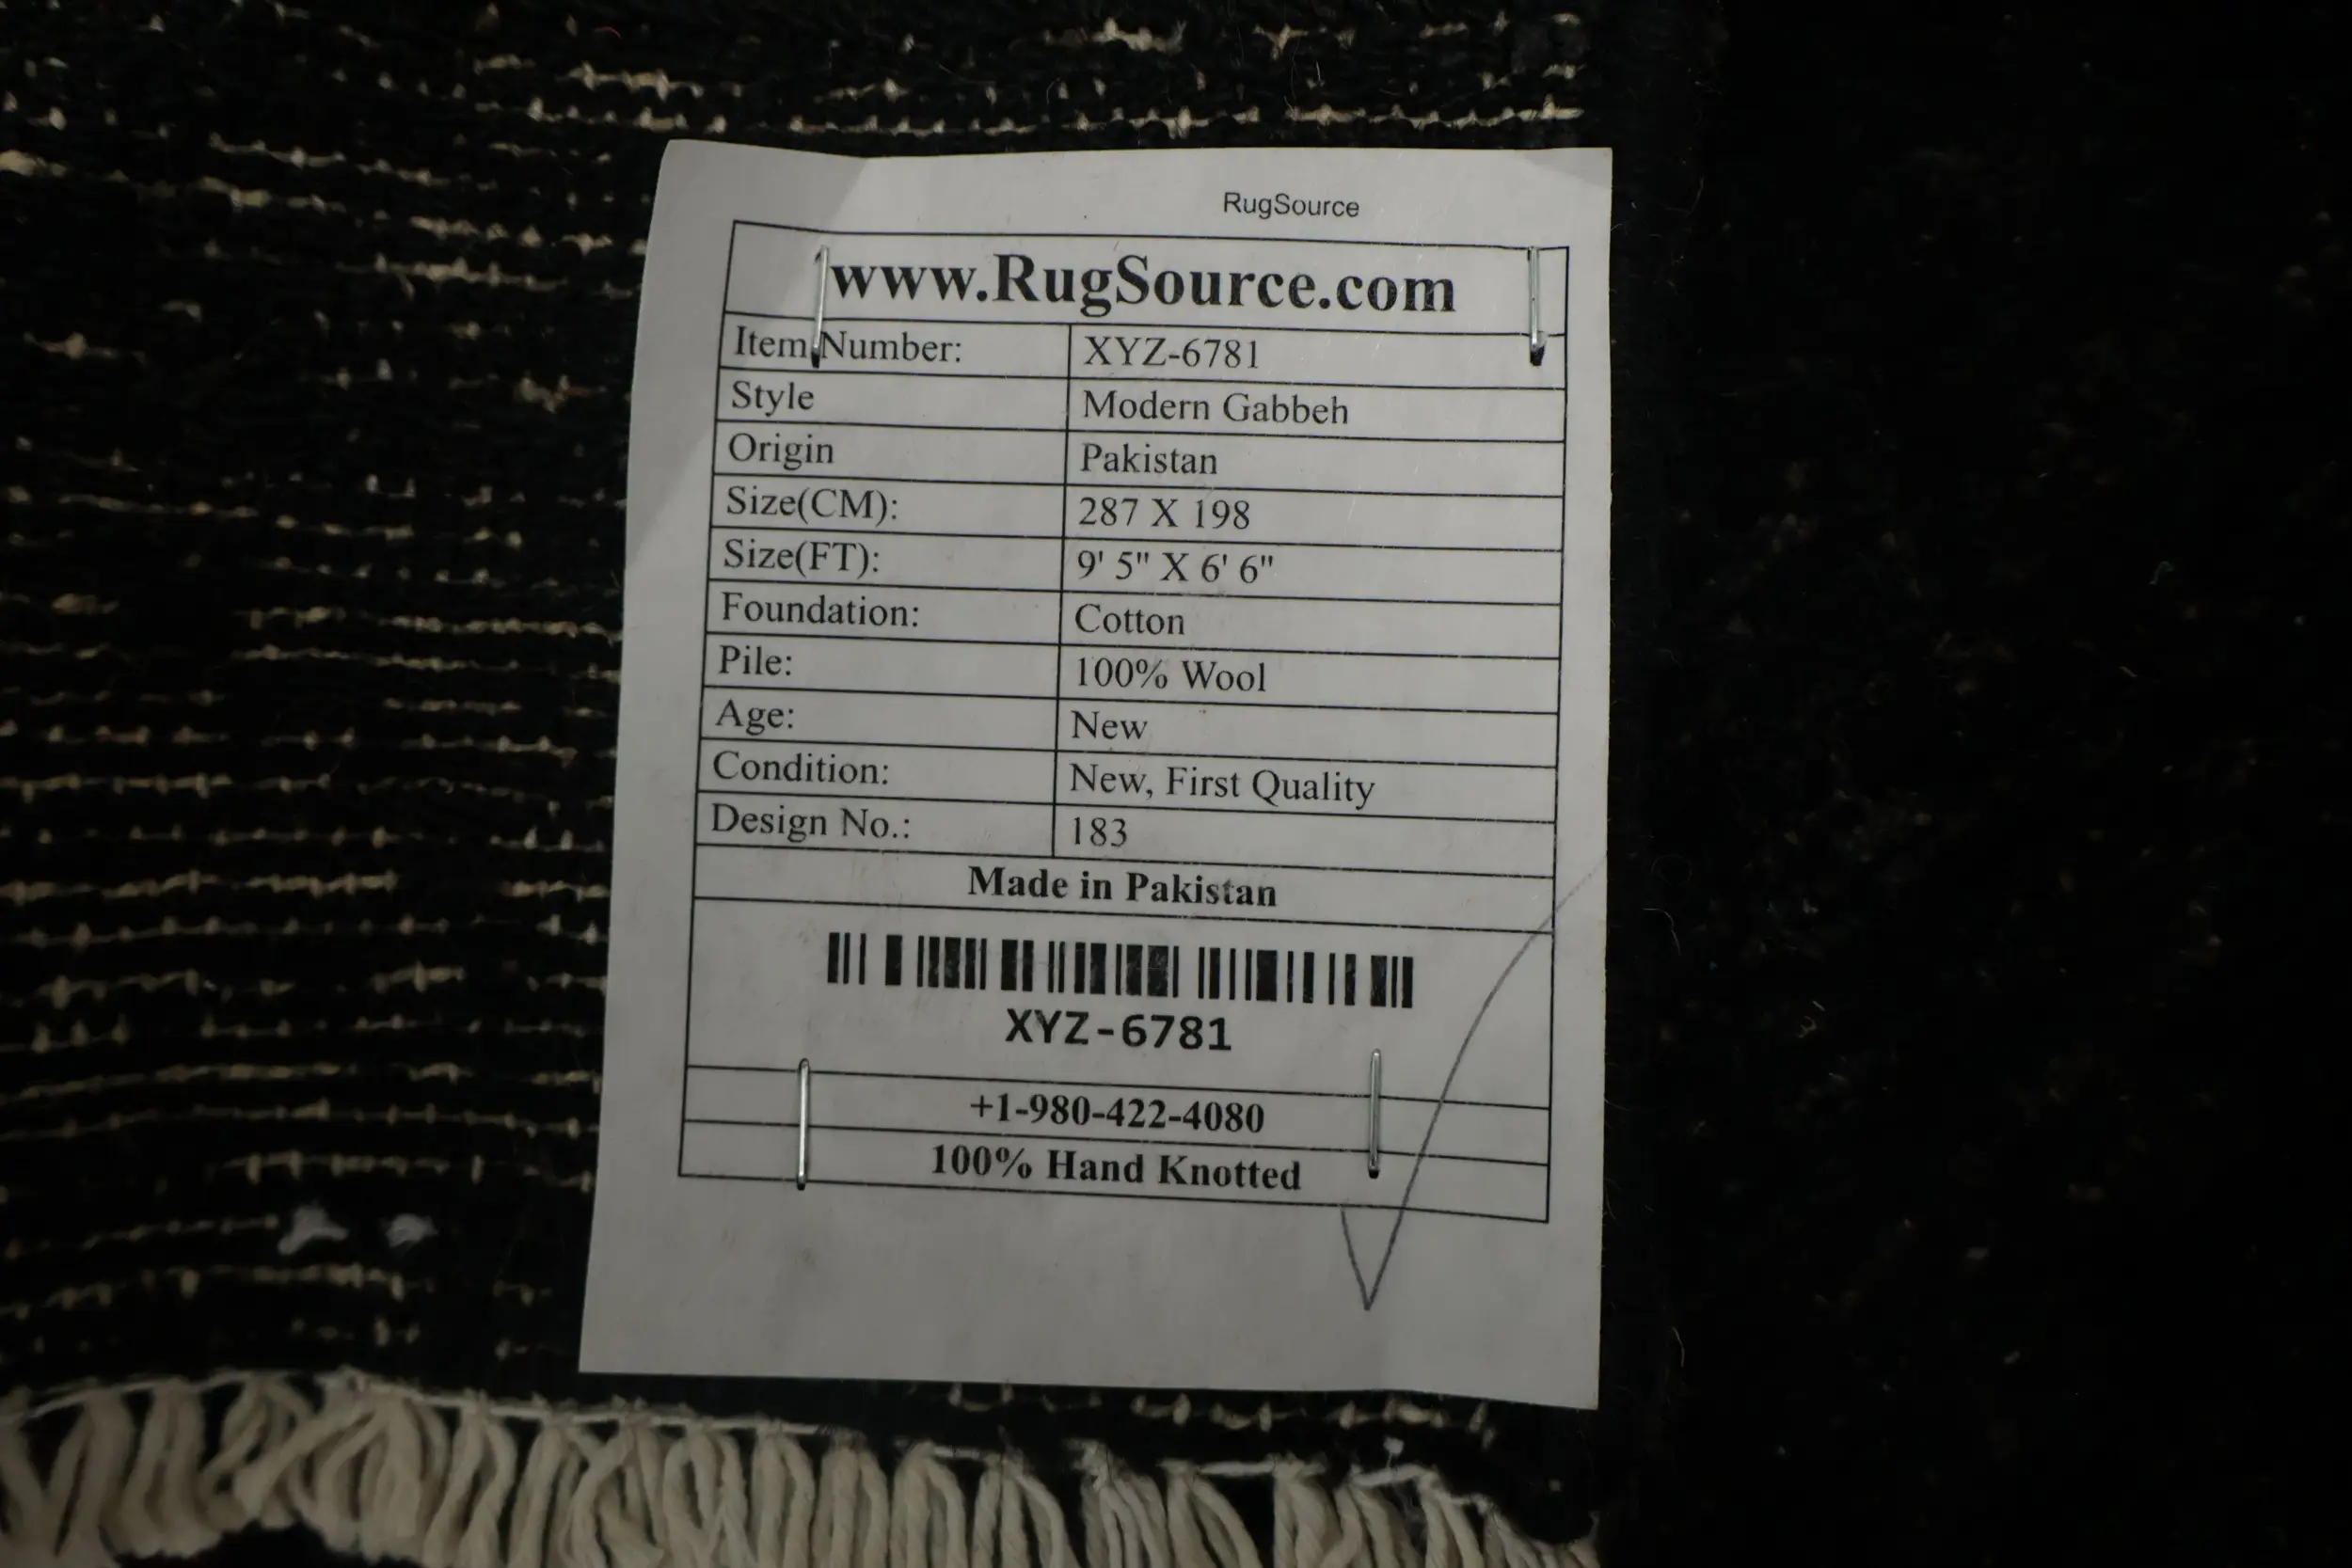 RugSource
www.RugSource.com
Item Number: XYZ-6781
Style Modern Gabbeh
Origin Pakistan
Size(CM): 287 X 198
Size(FT): 9' 5" X 6' 6"
Foundation: Cotton
Pile: 100% Wool
Age: New
Condition: New, First Quality
Design No.: 183
Made in Pakistan
XYZ-6781
+1-980-422-4080
100% Hand Knotted